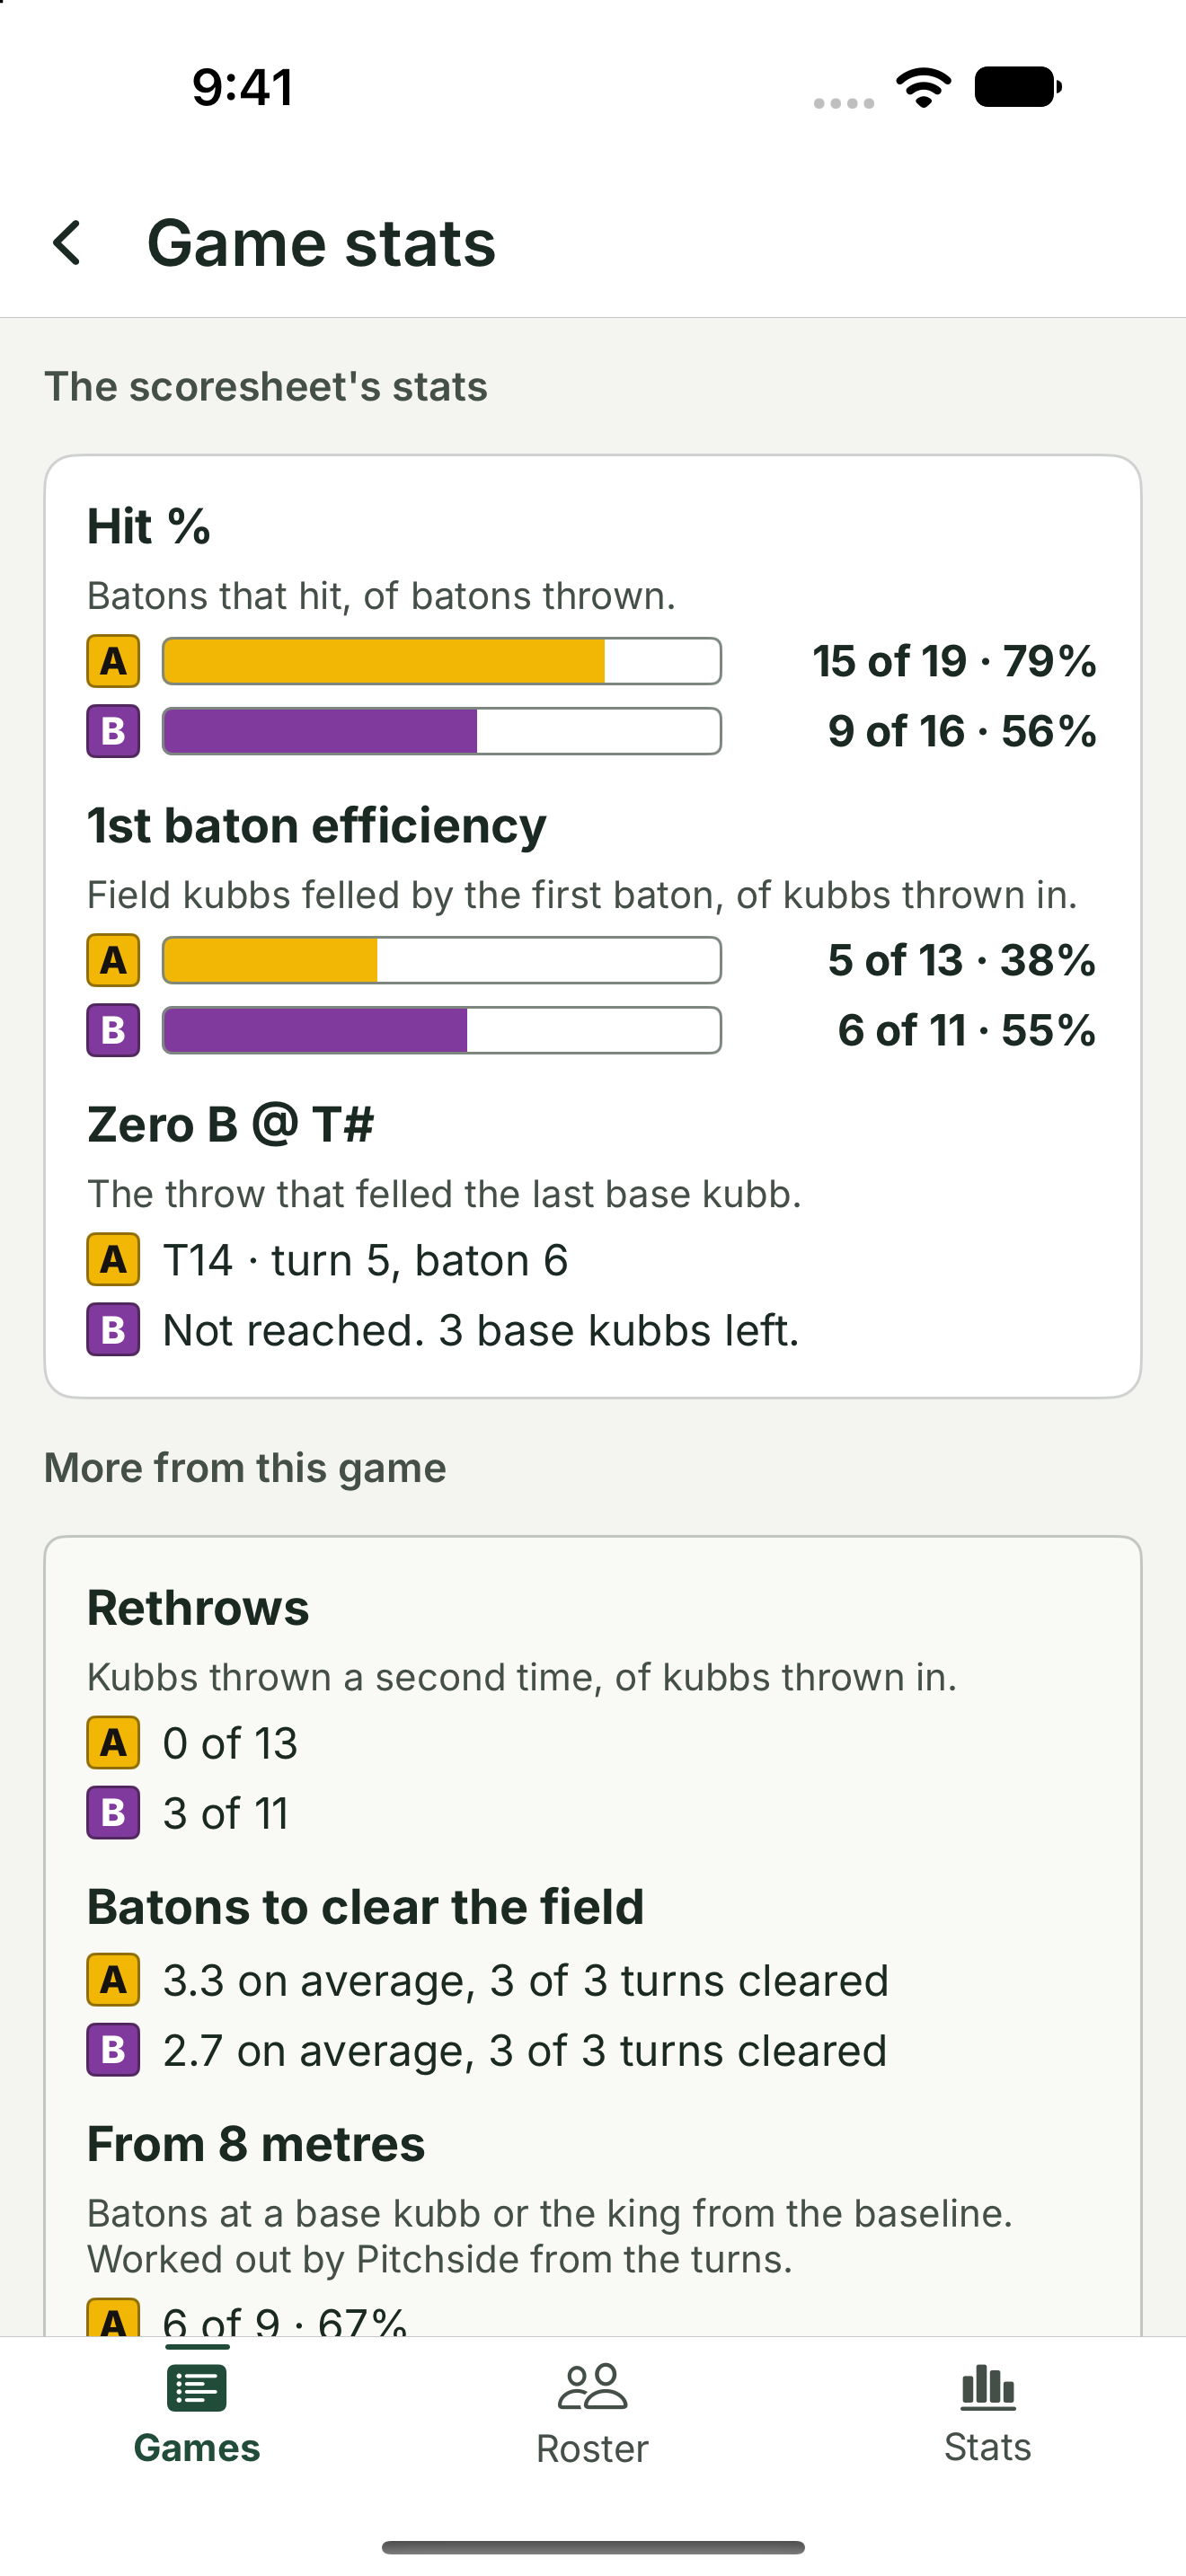 9:41
Game stats
The scoresheet's stats
Hit %
Batons that hit, of batons thrown.
A 15 of 19 · 79%
B 9 of 16 · 56%
1st baton efficiency
Field kubbs felled by the first baton, of kubbs thrown in.
A 5 of 13 · 38%
B 6 of 11 · 55%
Zero B @ T#
The throw that felled the last base kubb.
A T14 · turn 5, baton 6
B Not reached. 3 base kubbs left.
More from this game
Rethrows
Kubbs thrown a second time, of kubbs thrown in.
A 0 of 13
B 3 of 11
Batons to clear the field
A 3.3 on average, 3 of 3 turns cleared
B 2.7 on average, 3 of 3 turns cleared
From 8 metres
Batons at a base kubb or the king from the baseline.
Worked out by Pitchside from the turns.
A 6 of 9 · 67%
Games Roster Stats